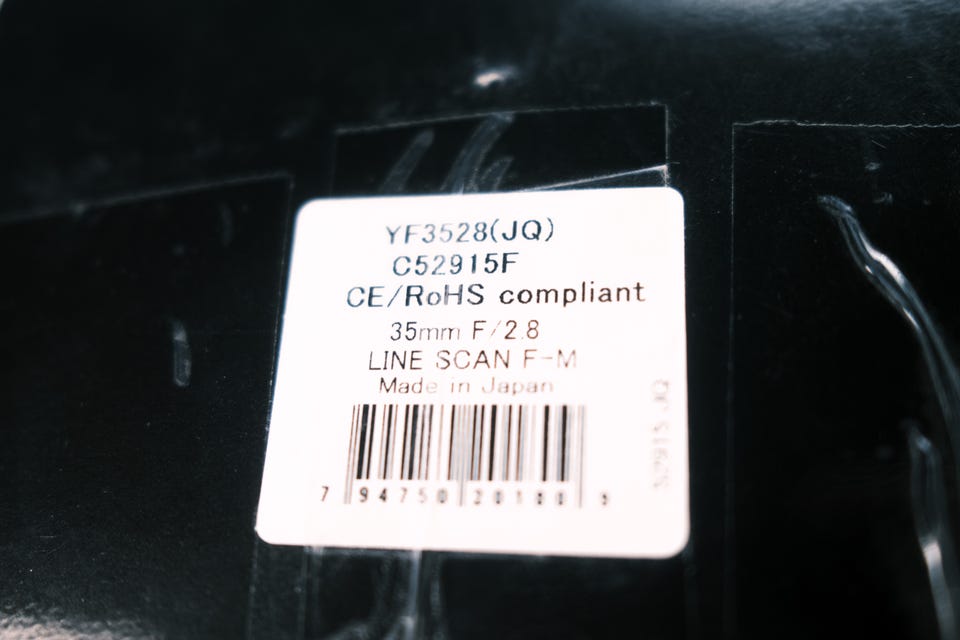 YF3528(JQ)
C52915F
CE/RoHS compliant
35mm F/2.8
LINE SCAN F-M
Made in Japan
7 94750 20100 9
52915 JQ